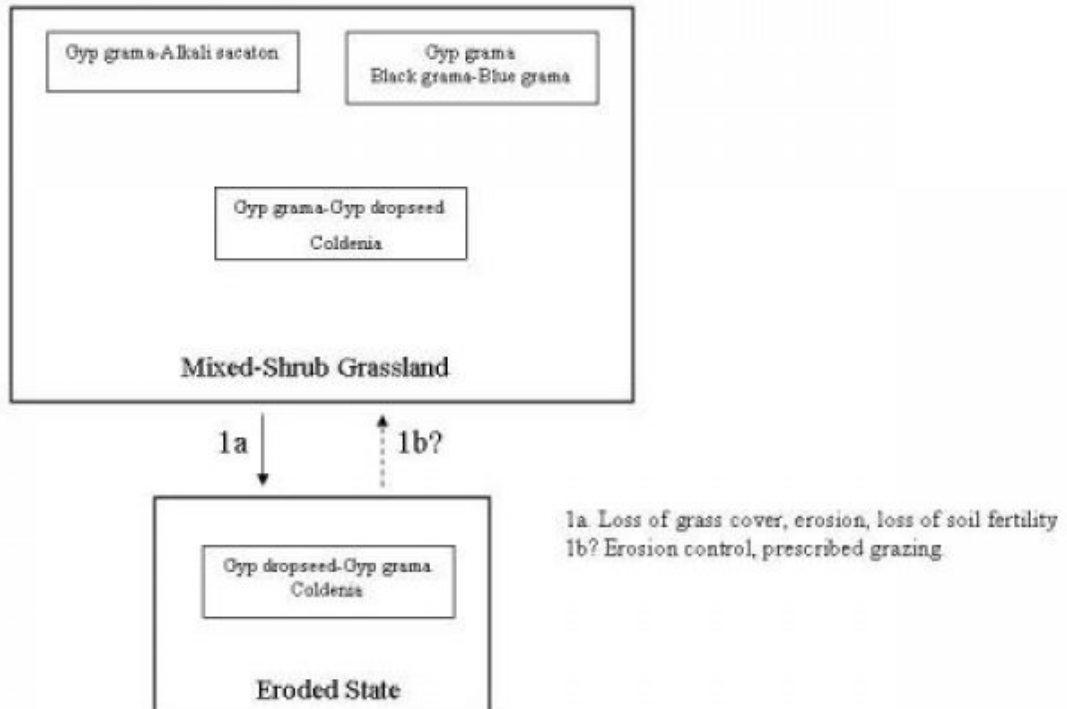 Gyp grama-Alkali sacaton
Gyp grama
Black grama-Blue grama
Gyp grama-Gyp dropseed
Coldenia
Mixed-Shrub Grassland
1a
1b?
1a. Loss of grass cover, erosion, loss of soil fertility
1b? Erosion control, prescribed grazing
Gyp dropseed-Gyp grama
Coldenia
Eroded State